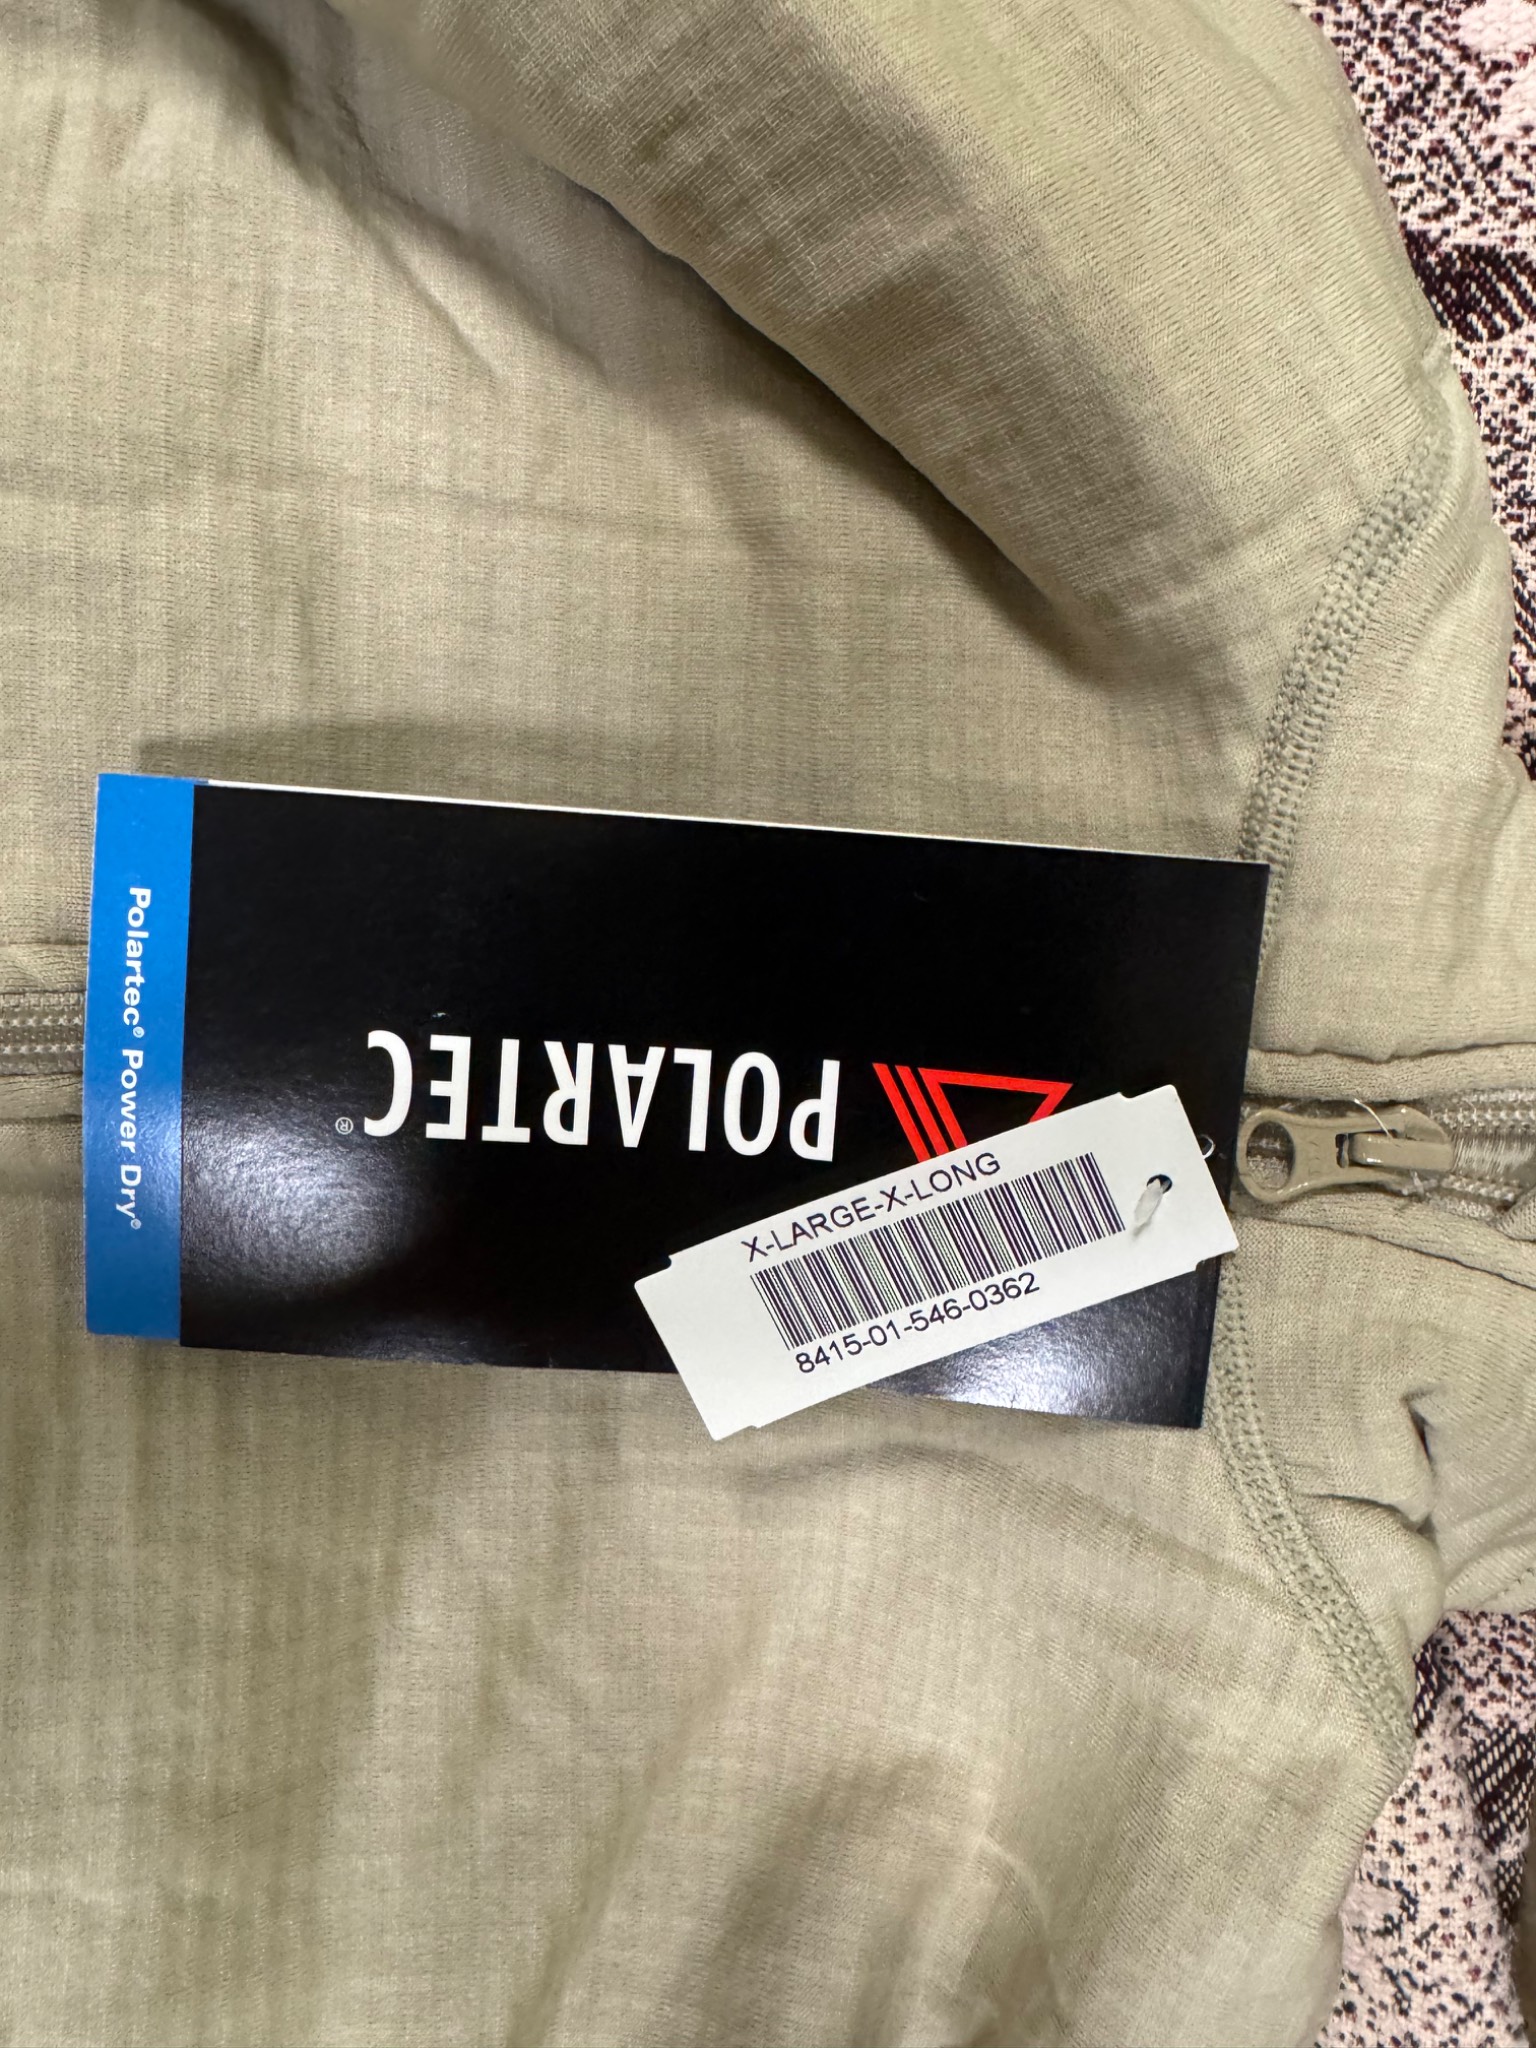 POLARTEC®
Polartec® Power Dry®
X-LARGE-X-LONG
8415-01-546-0362